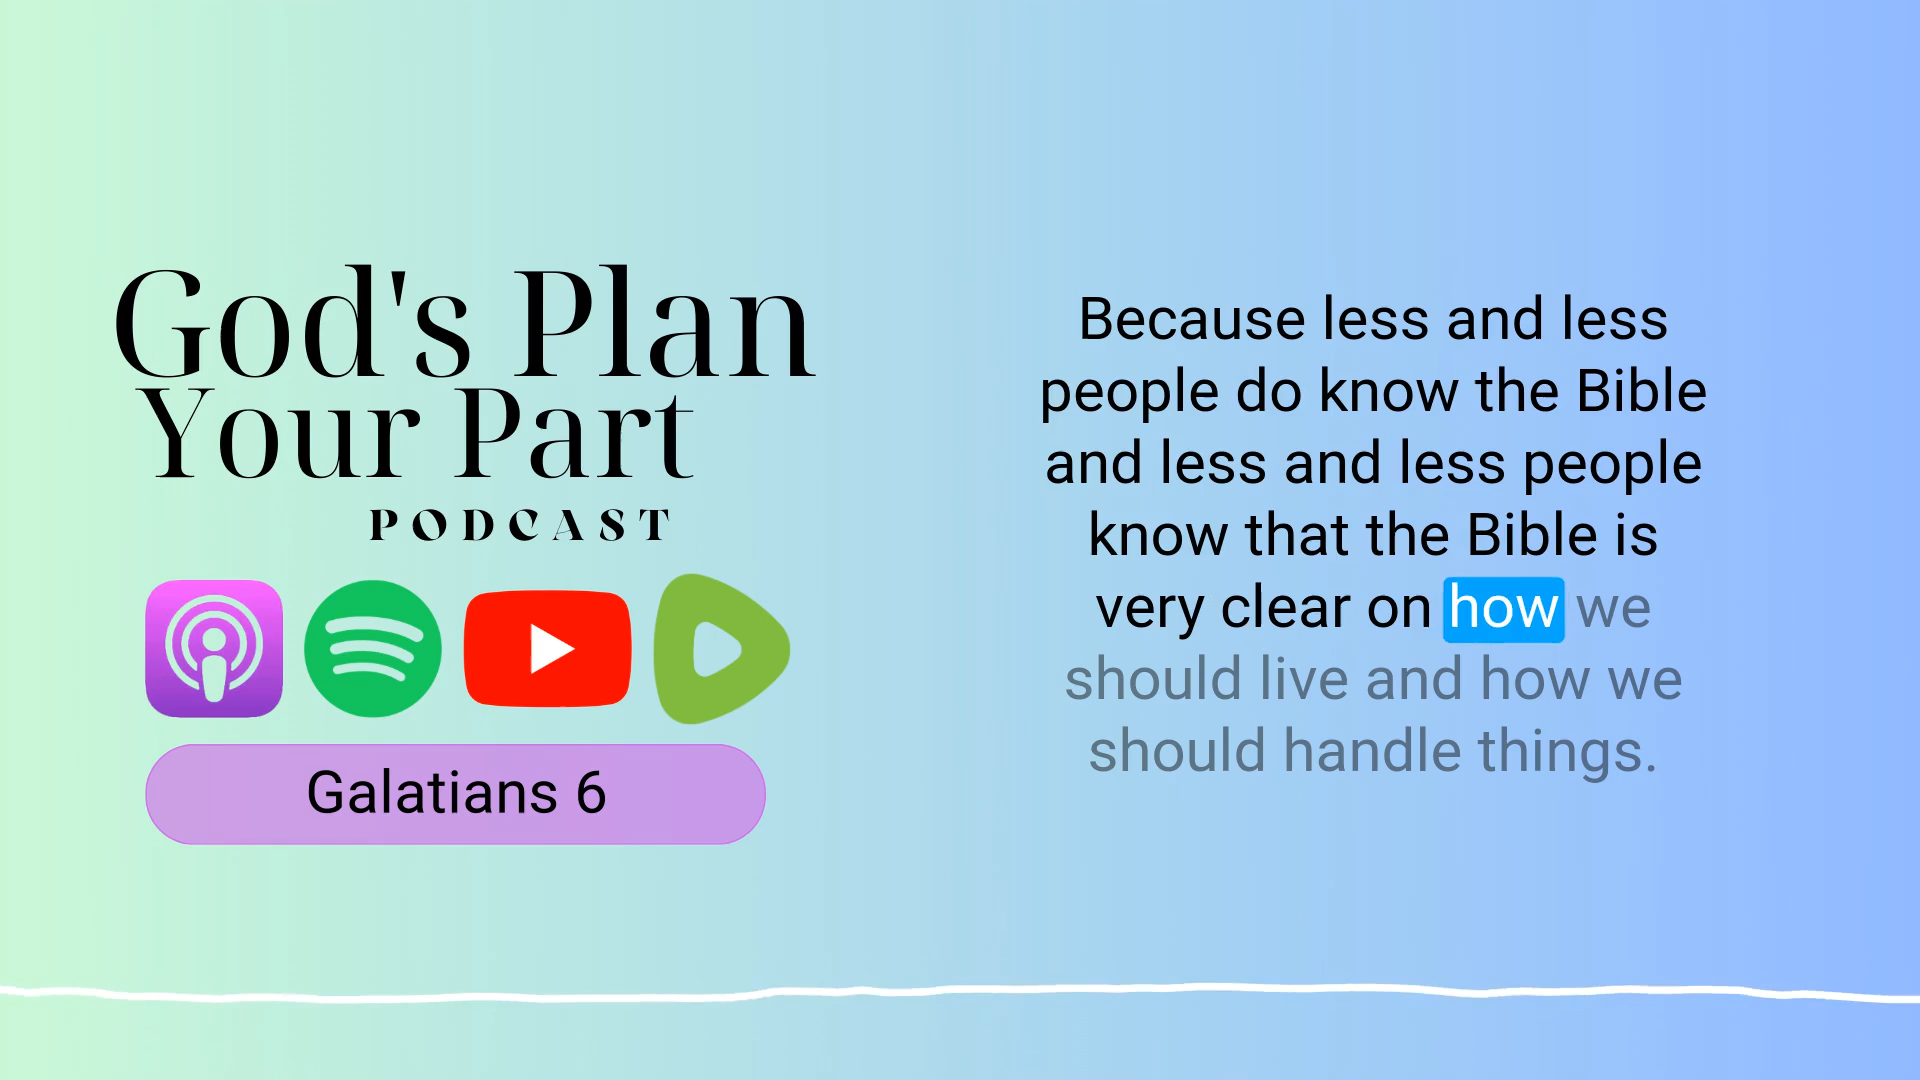 God's Plan
Your Part
PODCAST
Galatians 6
Because less and less
people do know the Bible
and less and less people
know that the Bible is
very clear on how we
should live and how we
should handle things.